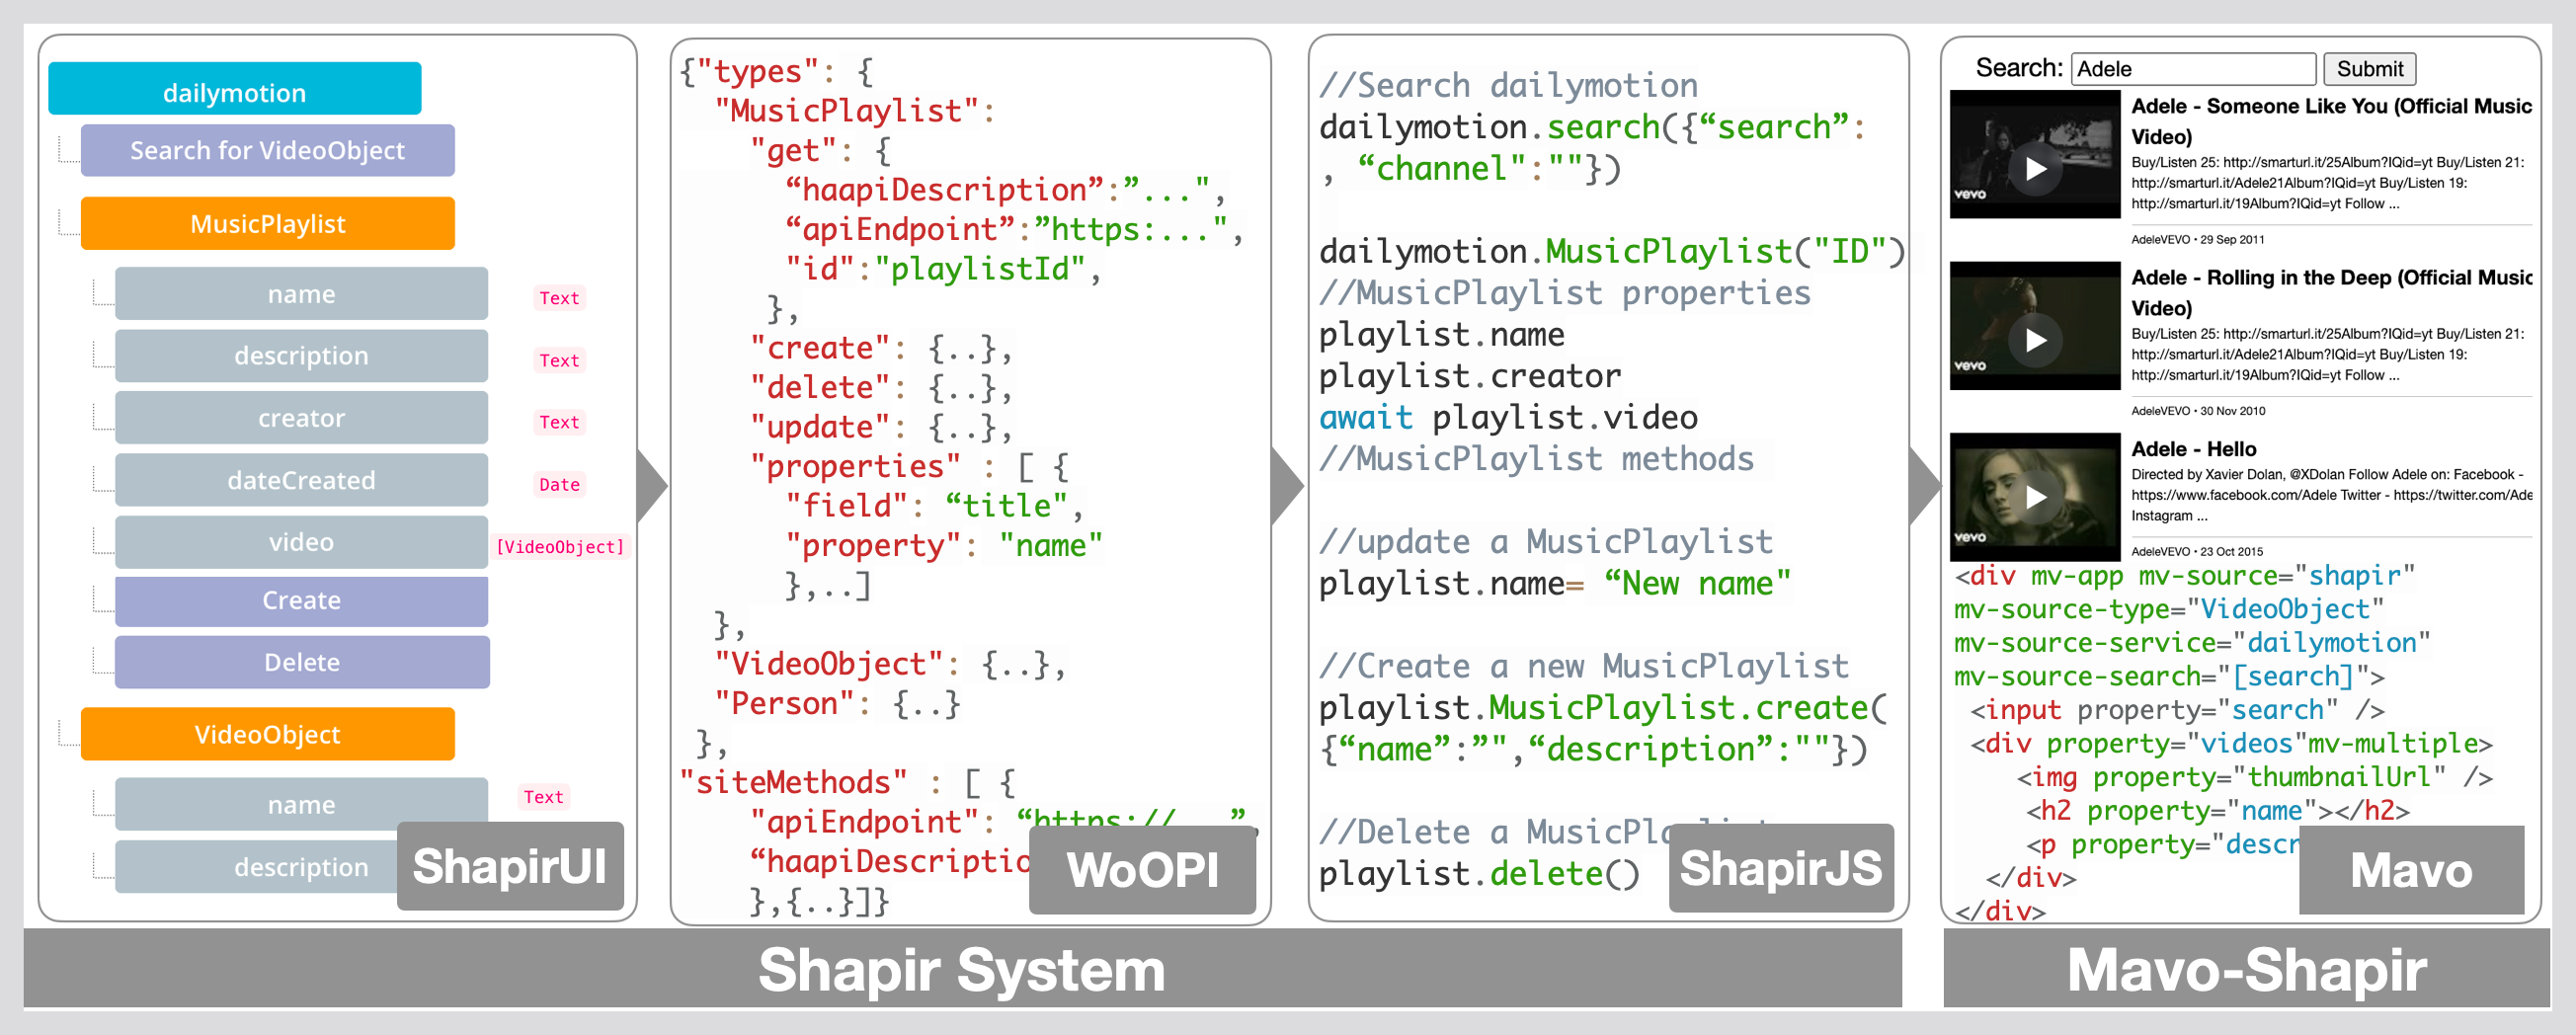 dailymotion
Search for VideoObject
MusicPlaylist
name Text
description Text
creator Text
dateCreated Date
video [VideoObject]
Create
Delete
VideoObject
name Text
description
ShapirUI
{"types": {
"MusicPlaylist":
"get": {
“haapiDescription”:”...",
“apiEndpoint”:”https:...",
"id":"playlistId",
},
"create": {..},
"delete": {..},
"update": {..},
"properties" : [ {
"field": “title",
"property": "name"
},..]
},
"VideoObject": {..},
"Person": {..}
},
"siteMethods" : [ {
"apiEndpoint": “https://...”,
“haapiDescriptio
},{..}]}
WoOPI
//Search dailymotion
dailymotion.search({“search”:
, “channel":""})
dailymotion.MusicPlaylist("ID")
//MusicPlaylist properties
playlist.name
playlist.creator
await playlist.video
//MusicPlaylist methods
//update a MusicPlaylist
playlist.name= “New name"
//Create a new MusicPlaylist
playlist.MusicPlaylist.create(
{“name”:”",“description”:""})
//Delete a MusicPlaylist
playlist.delete()
ShapirJS
Search: Adele Submit
Adele - Someone Like You (Official Music
Video)
Buy/Listen 25: http://smarturl.it/25Album?IQid=yt Buy/Listen 21:
http://smarturl.it/Adele21Album?IQid=yt Buy/Listen 19:
http://smarturl.it/19Album?IQid=yt Follow ...
AdeleVEVO • 29 Sep 2011
vevo
Adele - Rolling in the Deep (Official Music
Video)
Buy/Listen 25: http://smarturl.it/25Album?IQid=yt Buy/Listen 21:
http://smarturl.it/Adele21Album?IQid=yt Buy/Listen 19:
http://smarturl.it/19Album?IQid=yt Follow ...
AdeleVEVO • 30 Nov 2010
vevo
Adele - Hello
Directed by Xavier Dolan, @XDolan Follow Adele on: Facebook -
https://www.facebook.com/Adele Twitter - https://twitter.com/Ade
Instagram ...
AdeleVEVO • 23 Oct 2015
vevo
<div mv-app mv-source="shapir"
mv-source-type="VideoObject"
mv-source-service="dailymotion"
mv-source-search="[search]">
<input property="search" />
<div property="videos"mv-multiple>
<img property="thumbnailUrl" />
<h2 property="name"></h2>
<p property="descr
</div>
</div>
Mavo
Shapir System
Mavo-Shapir